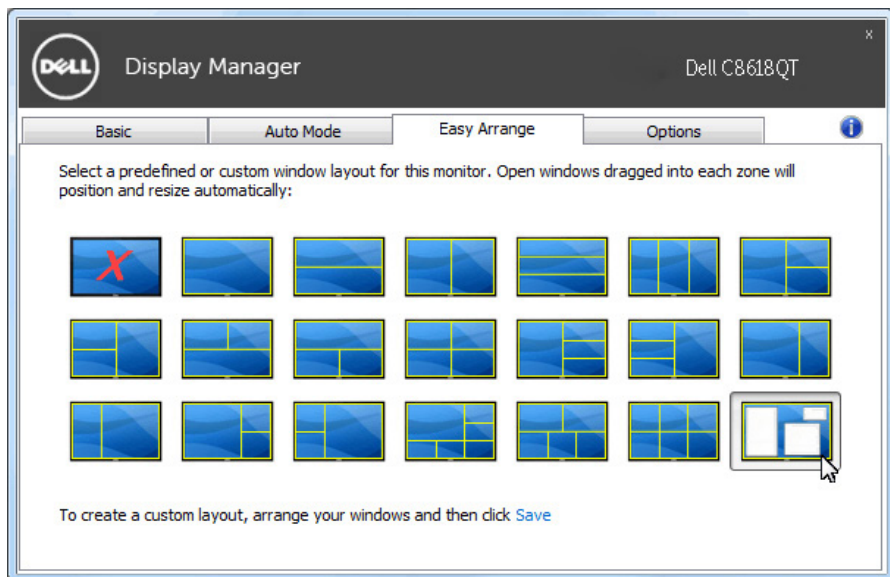 DELL
Display Manager
Dell C8618QT
x
Basic
Auto Mode
Easy Arrange
Options
i
Select a predefined or custom window layout for this monitor. Open windows dragged into each zone will
position and resize automatically:
X
To create a custom layout, arrange your windows and then click Save